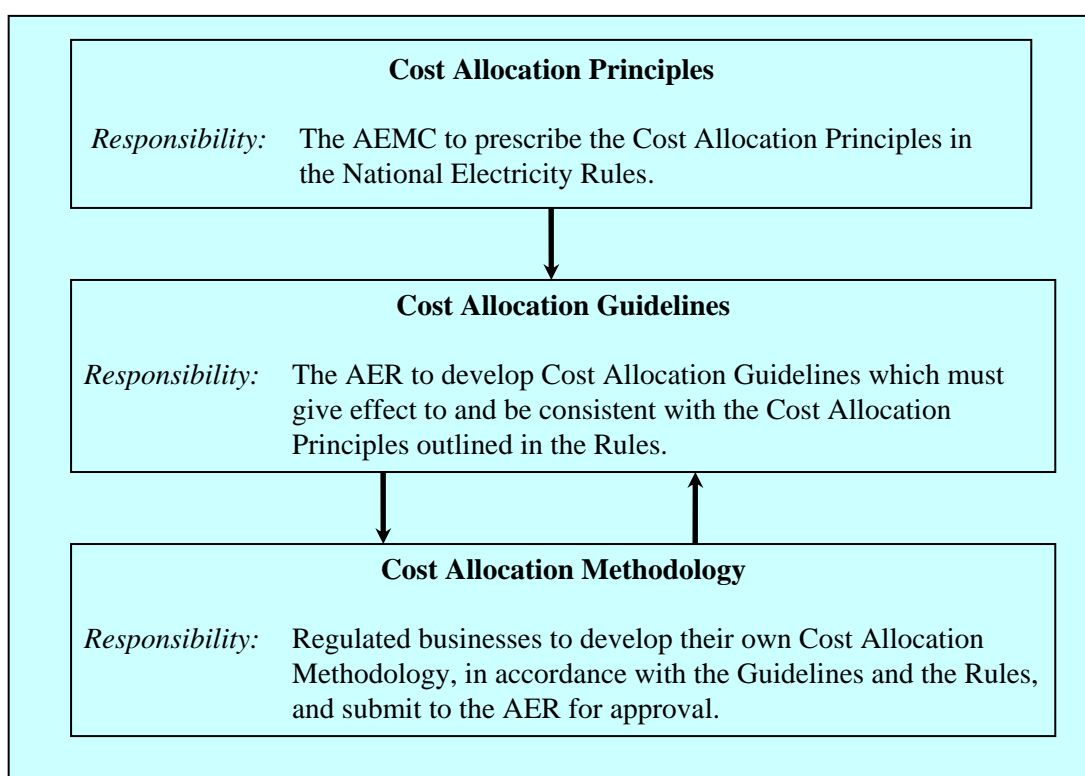 Cost Allocation Principles
Responsibility: The AEMC to prescribe the Cost Allocation Principles in
the National Electricity Rules.
Cost Allocation Guidelines
Responsibility: The AER to develop Cost Allocation Guidelines which must
give effect to and be consistent with the Cost Allocation
Principles outlined in the Rules.
Cost Allocation Methodology
Responsibility: Regulated businesses to develop their own Cost Allocation
Methodology, in accordance with the Guidelines and the Rules,
and submit to the AER for approval.